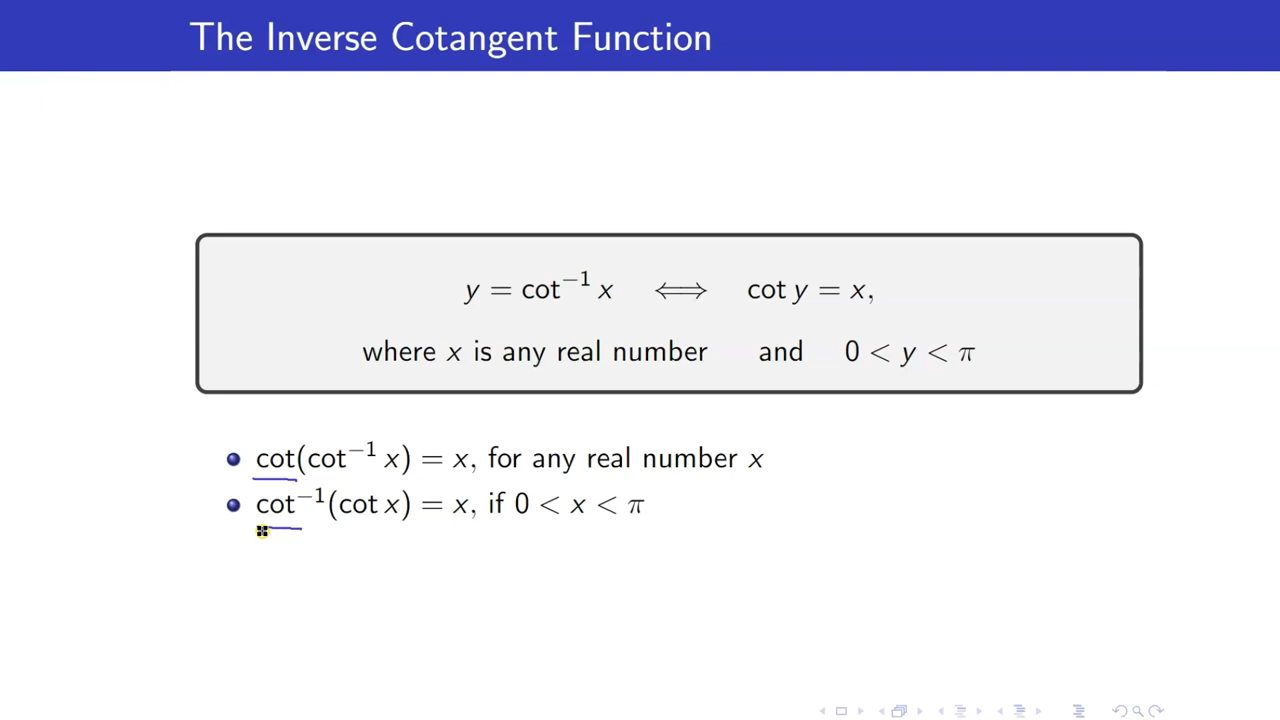 The Inverse Cotangent Function
y = cot⁻¹ x ⟺ cot y = x,
where x is any real number and 0 < y < π
cot(cot⁻¹ x) = x, for any real number x
cot⁻¹(cot x) = x, if 0 < x < π